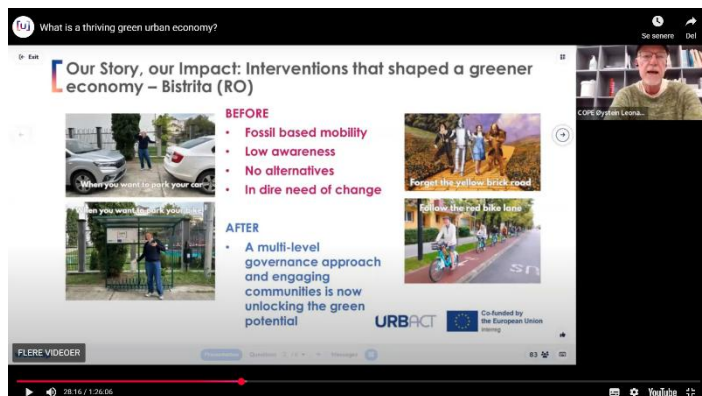 What is a thriving green urban economy?
Se senere
Del
Exit
Our Story, our Impact: Interventions that shaped a greener
economy – Bistrita (RO)
COPE Øystein Leona...
BEFORE
• Fossil based mobility
• Low awareness
• No alternatives
• In dire need of change
When you want to park your car
Forget the yellow brick road
When you want to park your bike
Follow the red bike lane
AFTER
• A multi-level
governance approach
and engaging
communities is now
unlocking the green
potential
URBACT
Co-funded by
the European Union
Interreg
FLERE VIDEOER
63
28:16 / 1:26:06
YouTube